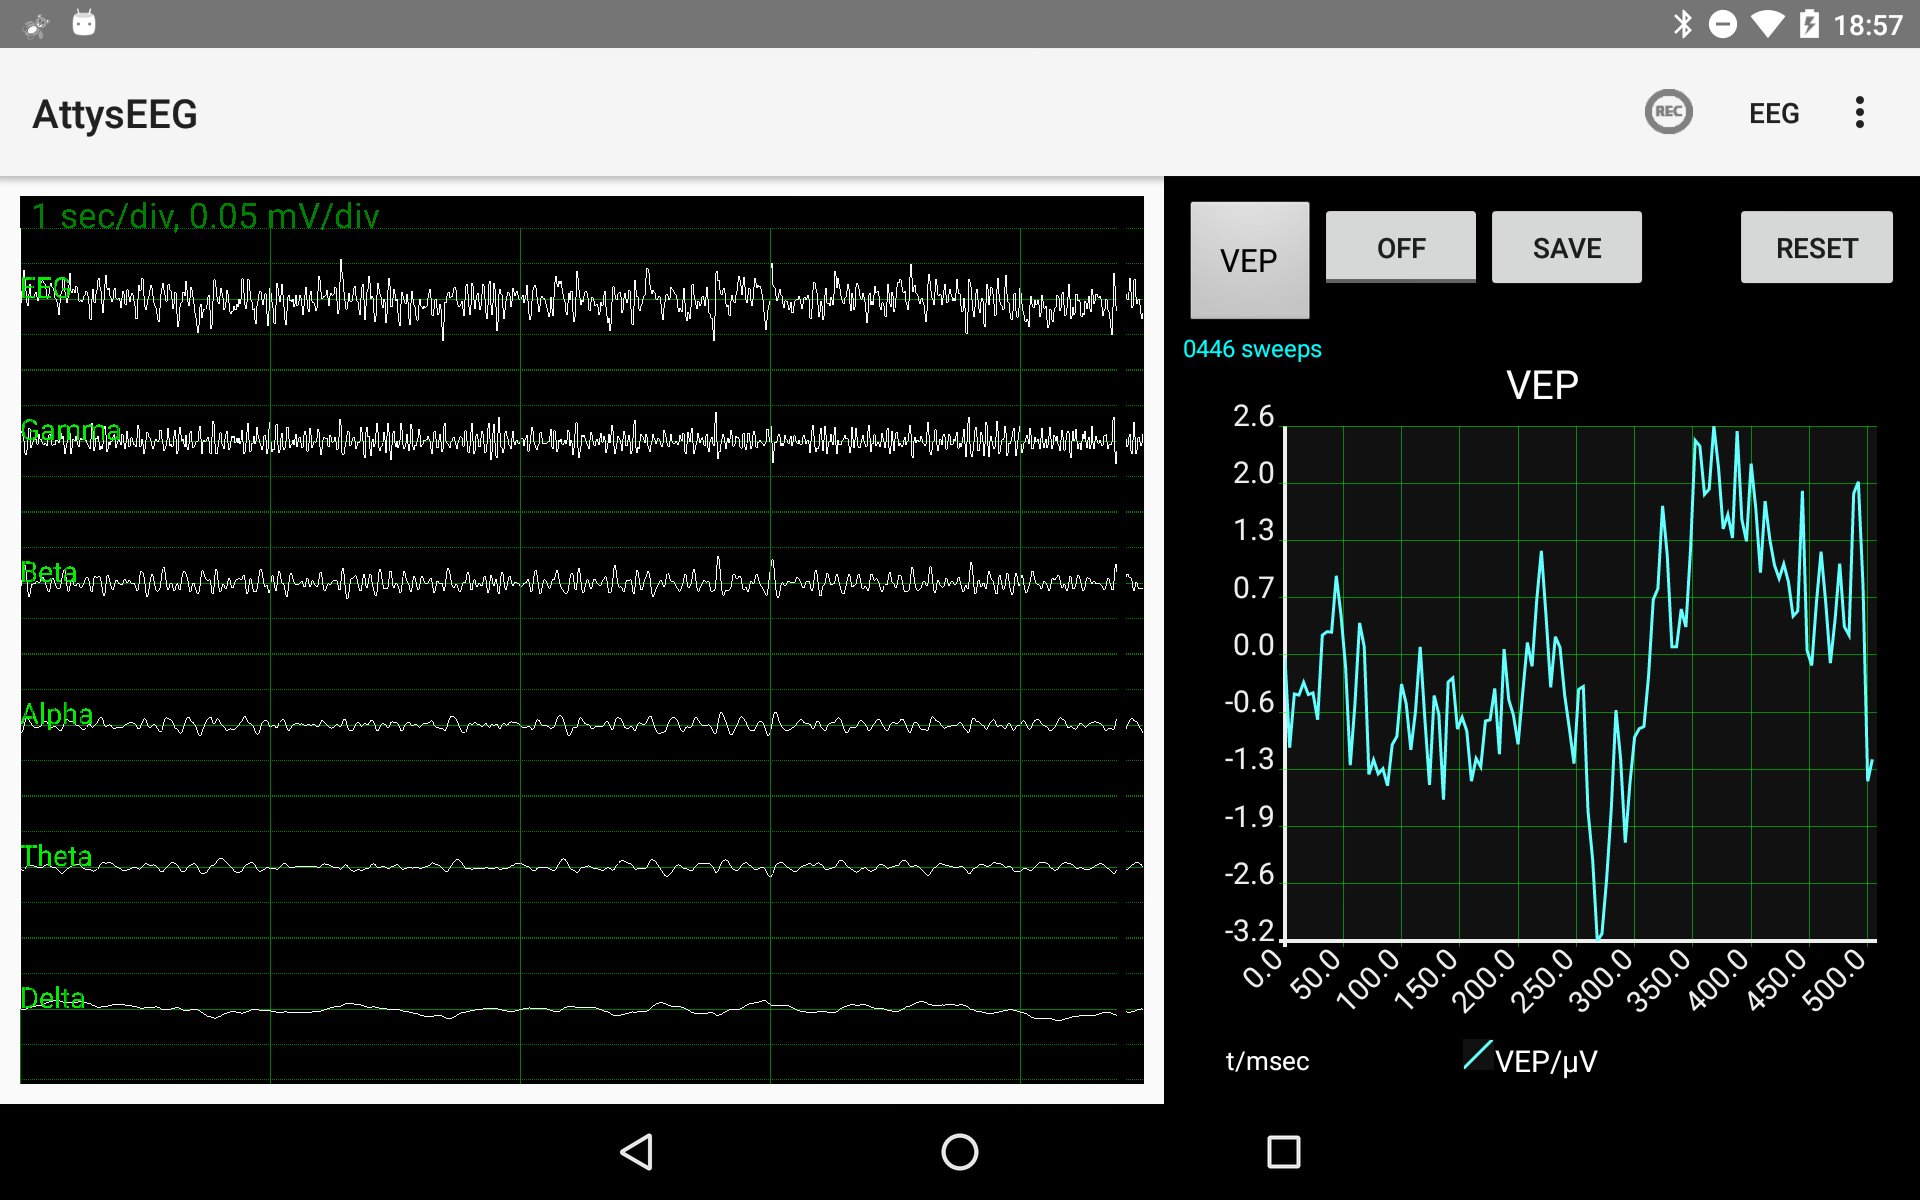 18:57
AttysEEG
REC
EEG
1 sec/div, 0.05 mV/div
EEG
Gamma
Beta
Alpha
Theta
Delta
VEP
OFF
SAVE
RESET
0446 sweeps
VEP
2.6
2.0
1.3
0.7
0.0
-0.6
-1.3
-1.9
-2.6
-3.2
0.0
50.0
100.0
150.0
200.0
250.0
300.0
350.0
400.0
450.0
500.0
t/msec
VEP/µV